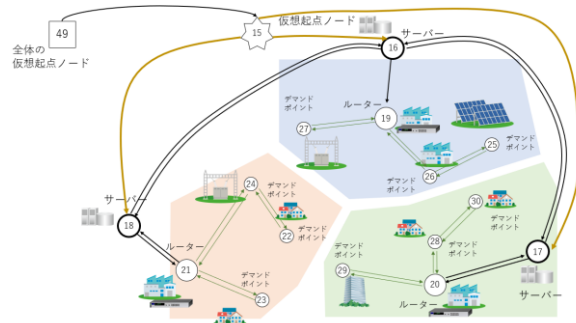 49
全体の
仮想起点ノード
15
仮想起点ノード
サーバー
16
デマンド
ポイント
ルーター
27
19
デマンド
ポイント
25
26
デマンド
ポイント
24
デマンド
ポイント
22
サーバー
18
ルーター
21
デマンド
ポイント
23
30
デマンド
ポイント
28
デマンド
ポイント
29
20
ルーター
17
サーバー